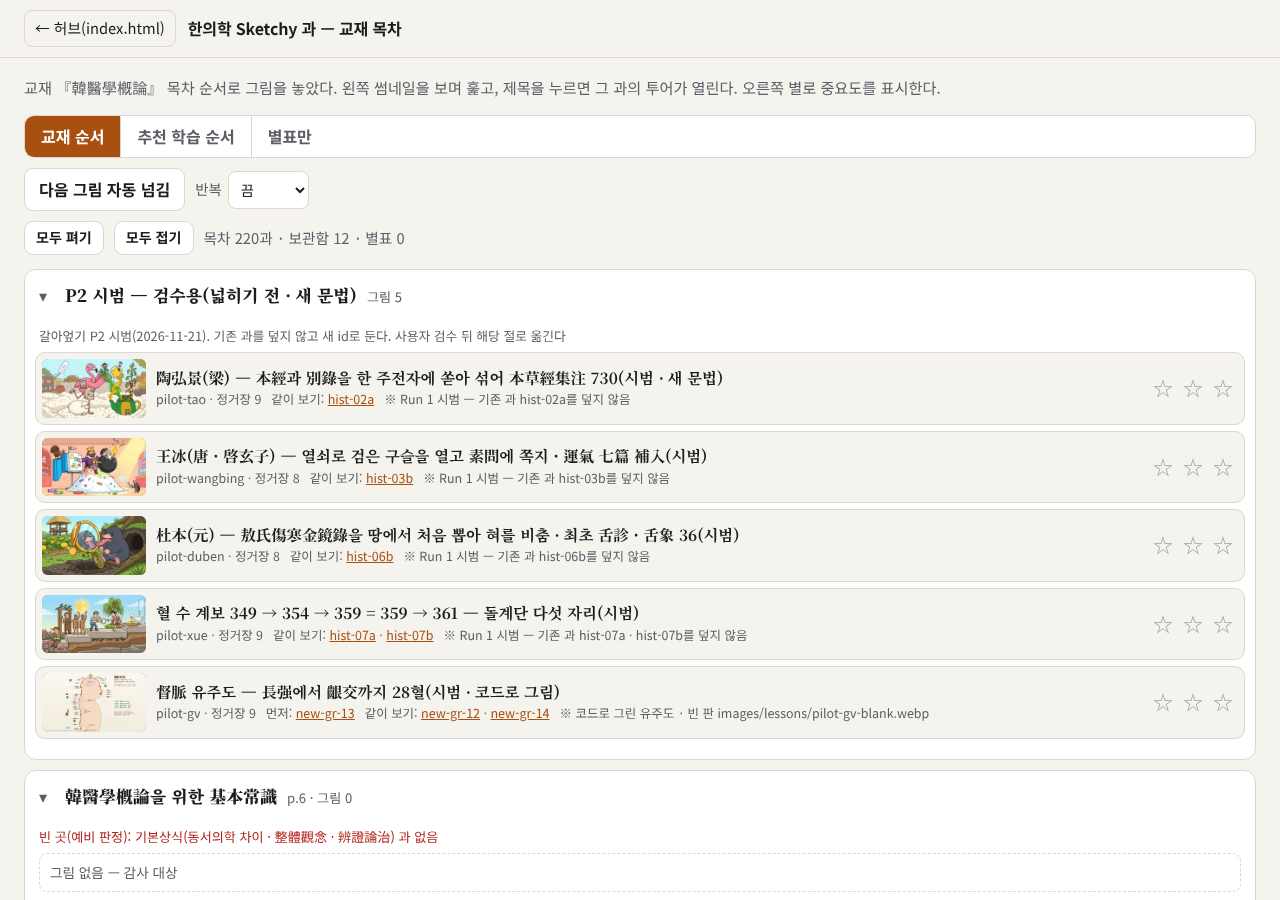 ← 허브(index.html)
한의학 Sketchy 과 — 교재 목차
교재 『韓醫學槪論』 목차 순서로 그림을 놓았다. 왼쪽 썸네일을 보며 훑고, 제목을 누르면 그 과의 투어가 열린다. 오른쪽 별로 중요도를 표시한다.
교재 순서
추천 학습 순서
별표만
다음 그림 자동 넘김
반복
끔
모두 펴기
모두 접기
목차 220과 · 보관함 12 · 별표 0
▼ P2 시범 — 검수용(넓히기 전 · 새 문법) 그림 5
갈아엎기 P2 시범(2026-11-21). 기존 과를 덮지 않고 새 id로 둔다. 사용자 검수 뒤 해당 절로 옮긴다
陶弘景(梁) — 本經과 別錄을 한 주전자에 쏟아 섞어 本草經集注 730(시범 · 새 문법)
pilot-tao · 정거장 9 같이 보기: hist-02a ※ Run 1 시범 — 기존 과 hist-02a를 덮지 않음
☆ ☆ ☆
王冰(唐 · 啓玄子) — 열쇠로 검은 구슬을 열고 素問에 쪽지 · 運氣 七篇 補入(시범)
pilot-wangbing · 정거장 8 같이 보기: hist-03b ※ Run 1 시범 — 기존 과 hist-03b를 덮지 않음
☆ ☆ ☆
杜本(元) — 敖氏傷寒金鏡錄을 땅에서 처음 뽑아 혀를 비춤 · 최초 舌診 · 舌象 36(시범)
pilot-duben · 정거장 8 같이 보기: hist-06b ※ Run 1 시범 — 기존 과 hist-06b를 덮지 않음
☆ ☆ ☆
혈 수 계보 349 → 354 → 359 = 359 → 361 — 돌계단 다섯 자리(시범)
pilot-xue · 정거장 9 같이 보기: hist-07a · hist-07b ※ Run 1 시범 — 기존 과 hist-07a · hist-07b를 덮지 않음
☆ ☆ ☆
督脈 유주도 — 長强에서 齦交까지 28혈(시범 · 코드로 그림)
pilot-gv · 정거장 9 먼저: new-gr-13 같이 보기: new-gr-12 · new-gr-14 ※ 코드로 그린 유주도 · 빈 판 images/lessons/pilot-gv-blank.webp
☆ ☆ ☆
▼ 韓醫學槪論을 위한 基本常識 p.6 · 그림 0
빈 곳(예비 판정): 기본상식(동서의학 차이 · 整體觀念 · 辨證論治) 과 없음
그림 없음 — 감사 대상